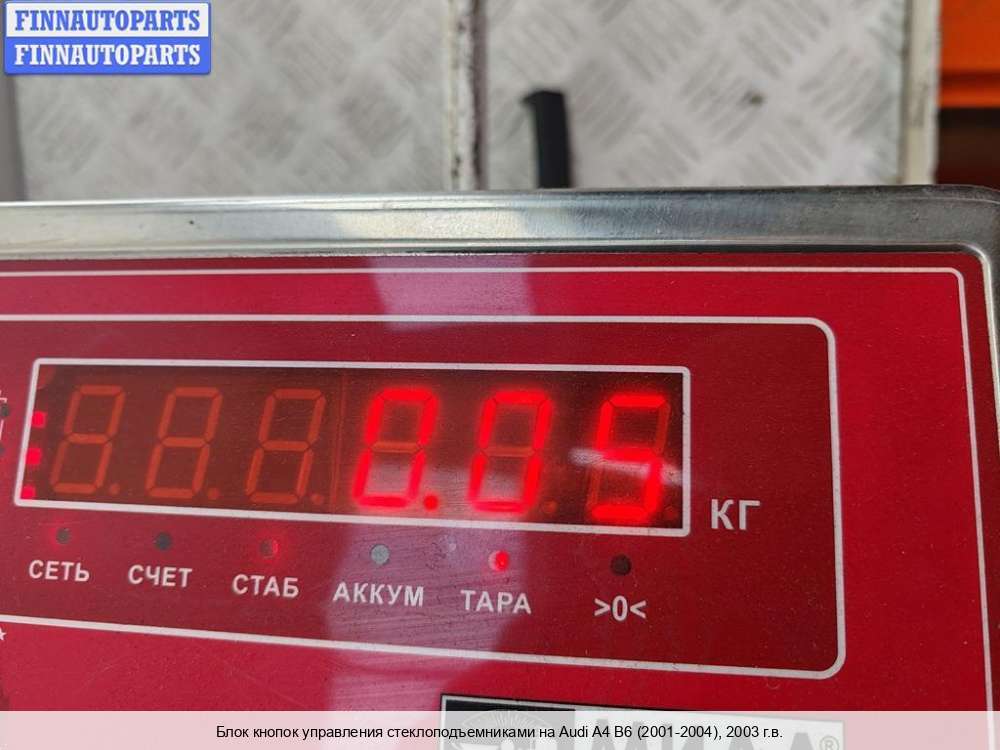 FINNAUTOPARTS
FINNAUTOPARTS
0.05 КГ
СЕТЬ СЧЕТ СТАБ АККУМ ТАРА >0<
Блок кнопок управления стеклоподъемниками на Audi A4 B6 (2001-2004), 2003 г.в.